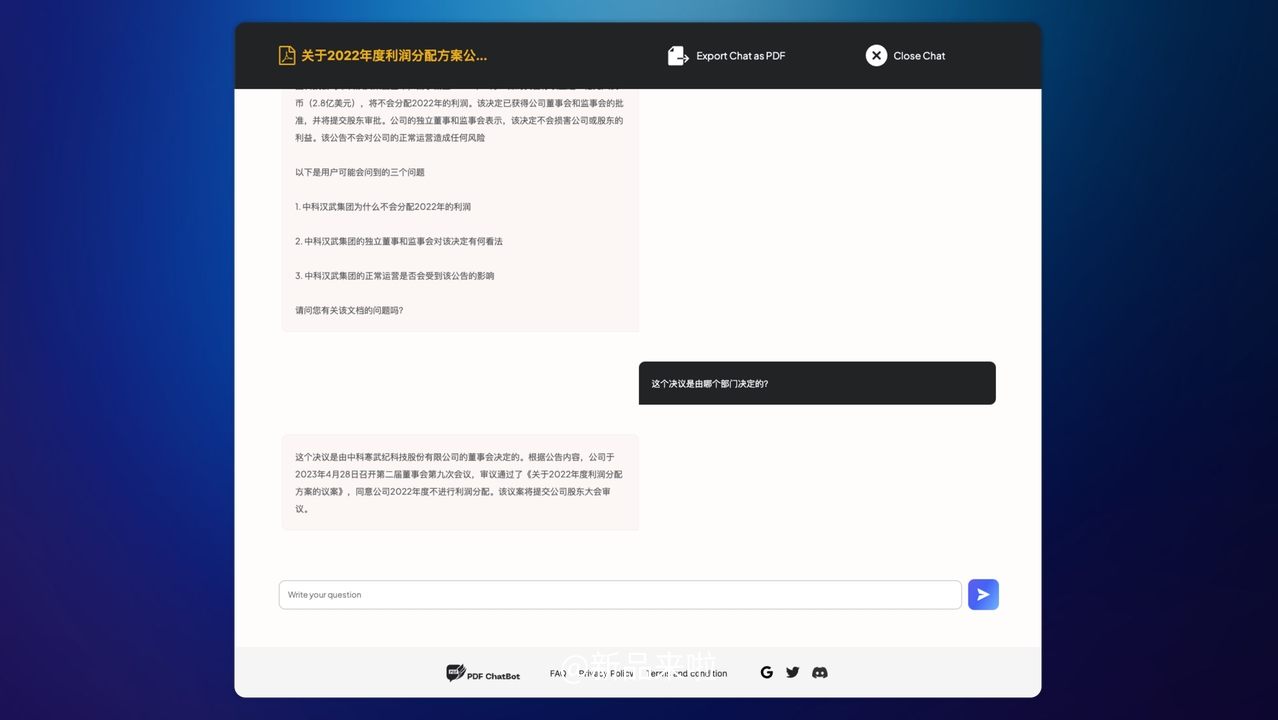 关于2022年度利润分配方案公...
Export Chat as PDF
Close Chat
币（2.8亿美元），将不会分配2022年的利润。该决定已获得公司董事会和监事会的批
准，并将提交股东审批。公司的独立董事和监事会表示，该决定不会损害公司或股东的
利益。该公告不会对公司的正常运营造成任何风险
以下是用户可能会问到的三个问题
1. 中科汉武集团为什么不会分配2022年的利润
2. 中科汉武集团的独立董事和监事会对该决定有何看法
3. 中科汉武集团的正常运营是否会受到该公告的影响
请问您有关该文档的问题吗?
这个决议是由哪个部门决定的?
这个决议是由中科寒武纪科技股份有限公司的董事会决定的。根据公告内容，公司于
2023年4月28日召开第二届董事会第九次会议，审议通过了《关于2022年度利润分配
方案的议案》，同意公司2022年度不进行利润分配。该议案将提交公司股东大会审
议。
Write your question
PDF ChatBot
FAQ
Privacy Policy
Terms and condition
@新品来啦